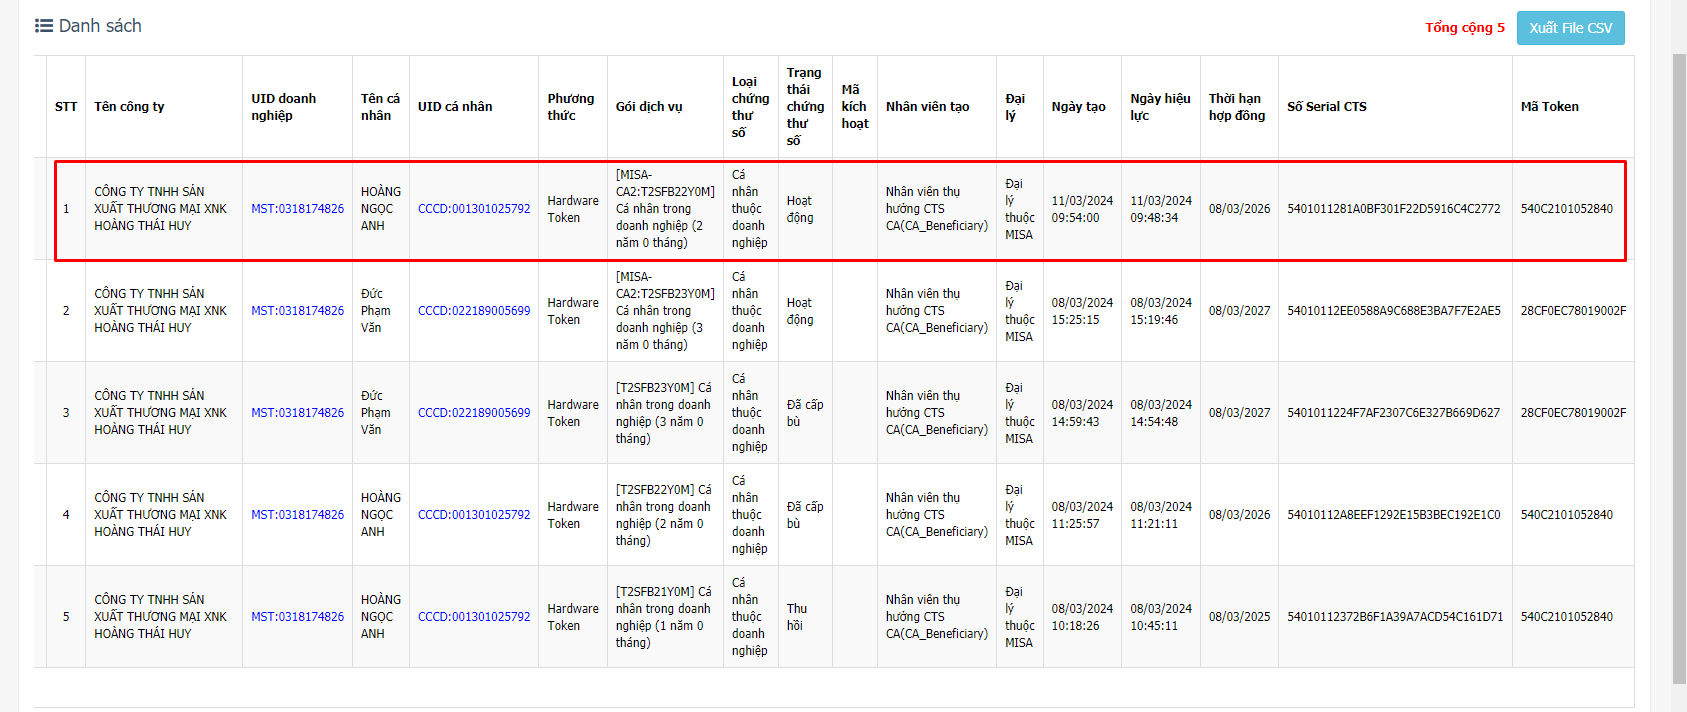 Danh sách
Tổng cộng 5
Xuất File CSV
STT
Tên công ty
UID doanh
nghiệp
Tên cá
nhân
UID cá nhân
Phương
thức
Gói dịch vụ
Loại
chứng
thư
số
Trạng
thái
chứng
thư
số
Mã
kích
hoạt
Nhân viên tạo
Đại
lý
Ngày tạo
Ngày hiệu
lực
Thời hạn
hợp đồng
Số Serial CTS
Mã Token
1
CÔNG TY TNHH SẢN
XUẤT THƯƠNG MẠI XNK
HOÀNG THÁI HUY
MST:0318174826
HOÀNG
NGỌC
ANH
CCCD:001301025792
Hardware
Token
[MISA-
CA2:T2SFB22Y0M]
Cá nhân trong
doanh nghiệp (2
năm 0 tháng)
Cá
nhân
thuộc
doanh
nghiệp
Hoạt
động
Nhân viên thụ
hưởng CTS
CA(CA_Beneficiary)
Đại
lý
thuộc
MISA
11/03/2024
09:54:00
11/03/2024
09:48:34
08/03/2026
5401011281A0BF301F22D5916C4C2772
540C2101052840
2
CÔNG TY TNHH SẢN
XUẤT THƯƠNG MẠI XNK
HOÀNG THÁI HUY
MST:0318174826
Đức
Phạm
Văn
CCCD:022189005699
Hardware
Token
[MISA-
CA2:T2SFB23Y0M]
Cá nhân trong
doanh nghiệp (3
năm 0 tháng)
Cá
nhân
thuộc
doanh
nghiệp
Hoạt
động
Nhân viên thụ
hưởng CTS
CA(CA_Beneficiary)
Đại
lý
thuộc
MISA
08/03/2024
15:25:15
08/03/2024
15:19:46
08/03/2027
54010112EE0588A9C688E3BA7F7E2AE5
28CF0EC78019002F
3
CÔNG TY TNHH SẢN
XUẤT THƯƠNG MẠI XNK
HOÀNG THÁI HUY
MST:0318174826
Đức
Phạm
Văn
CCCD:022189005699
Hardware
Token
[T2SFB23Y0M] Cá
nhân trong doanh
nghiệp (3 năm 0
tháng)
Cá
nhân
thuộc
doanh
nghiệp
Đã cấp
bù
Nhân viên thụ
hưởng CTS
CA(CA_Beneficiary)
Đại
lý
thuộc
MISA
08/03/2024
14:59:43
08/03/2024
14:54:48
08/03/2027
5401011224F7AF2307C6E327B669D627
28CF0EC78019002F
4
CÔNG TY TNHH SẢN
XUẤT THƯƠNG MẠI XNK
HOÀNG THÁI HUY
MST:0318174826
HOÀNG
NGỌC
ANH
CCCD:001301025792
Hardware
Token
[T2SFB22Y0M] Cá
nhân trong doanh
nghiệp (2 năm 0
tháng)
Cá
nhân
thuộc
doanh
nghiệp
Đã cấp
bù
Nhân viên thụ
hưởng CTS
CA(CA_Beneficiary)
Đại
lý
thuộc
MISA
08/03/2024
11:25:57
08/03/2024
11:21:11
08/03/2026
54010112A8EEF1292E15B3BEC192E1C0
540C2101052840
5
CÔNG TY TNHH SẢN
XUẤT THƯƠNG MẠI XNK
HOÀNG THÁI HUY
MST:0318174826
HOÀNG
NGỌC
ANH
CCCD:001301025792
Hardware
Token
[T2SFB21Y0M] Cá
nhân trong doanh
nghiệp (1 năm 0
tháng)
Cá
nhân
thuộc
doanh
nghiệp
Thu
hồi
Nhân viên thụ
hưởng CTS
CA(CA_Beneficiary)
Đại
lý
thuộc
MISA
08/03/2024
10:18:26
08/03/2024
10:45:11
08/03/2025
54010112372B6F1A39A7ACD54C161D71
540C2101052840